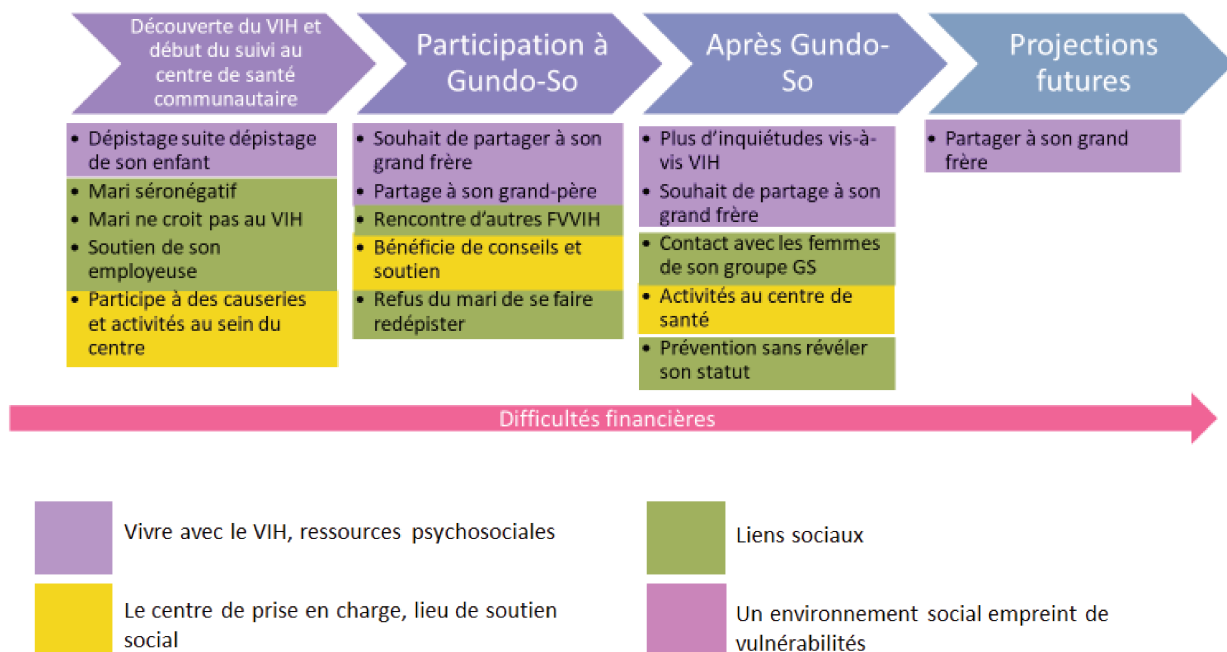 Découverte du VIH et
début du suivi au
centre de santé
communautaire
Participation à
Gundo-So
Après Gundo-
So
Projections
futures
• Dépistage suite dépistage
de son enfant
• Mari séronégatif
• Mari ne croit pas au VIH
• Soutien de son
employeuse
• Participe à des causeries
et activités au sein du
centre
• Souhait de partager à son
grand frère
• Partage à son grand-père
• Rencontre d'autres FVVIH
• Bénéficie de conseils et
soutien
• Refus du mari de se faire
redépister
• Plus d'inquiétudes vis-à-
vis VIH
• Souhait de partage à son
grand frère
• Contact avec les femmes
de son groupe GS
• Activités au centre de
santé
• Prévention sans révéler
son statut
• Partager à son grand
frère
Difficultés financières
Vivre avec le VIH, ressources psychosociales
Liens sociaux
Le centre de prise en charge, lieu de soutien
social
Un environnement social empreint de
vulnérabilités